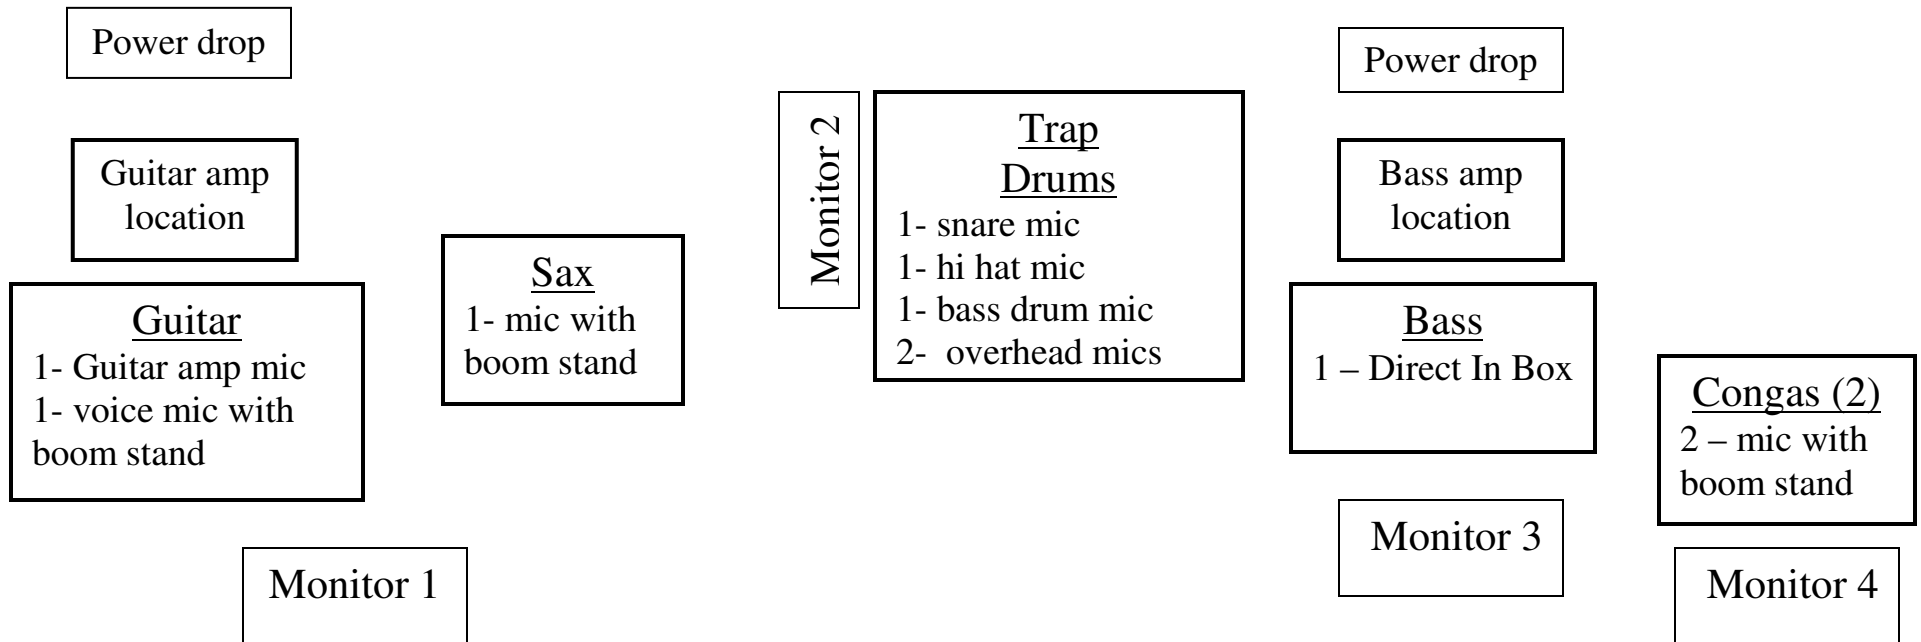 Power drop
Guitar amp
location
Guitar
1- Guitar amp mic
1- voice mic with
boom stand
Sax
1- mic with
boom stand
Monitor 1
Monitor 2
Trap
Drums
1- snare mic
1- hi hat mic
1- bass drum mic
2- overhead mics
Power drop
Bass amp
location
Bass
1 – Direct In Box
Monitor 3
Congas (2)
2 – mic with
boom stand
Monitor 4